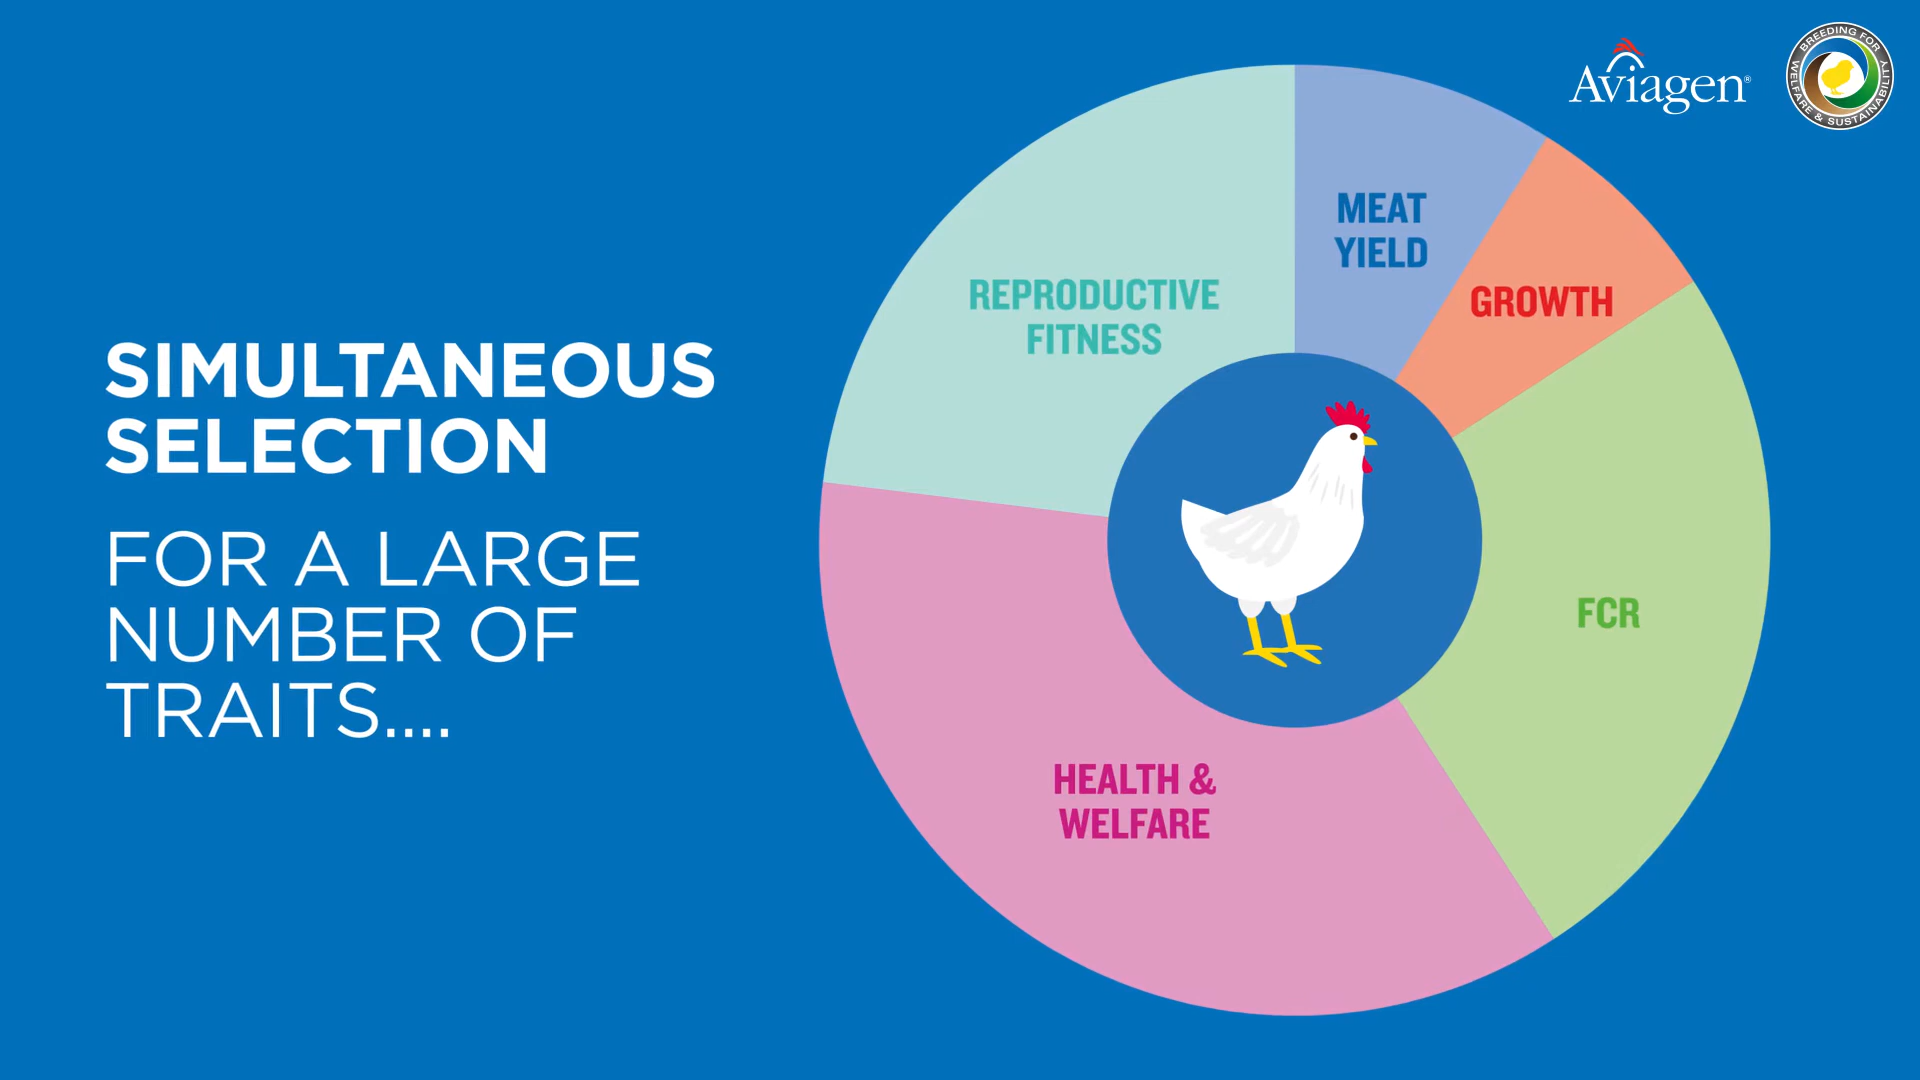 SIMULTANEOUS
SELECTION
FOR A LARGE
NUMBER OF
TRAITS....
REPRODUCTIVE
FITNESS
MEAT
YIELD
GROWTH
FCR
HEALTH &
WELFARE
Aviagen®
BREEDING FOR
WELFARE & SUSTAINABILITY